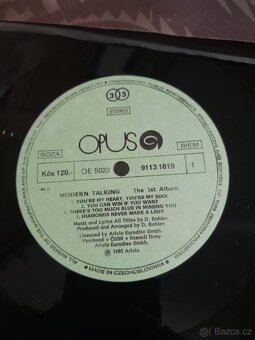 33
STEREO
OPUS
SOZA
BIEM
Kčs 120,-
OE 5023
9113 1819
1
MODERN TALKING The 1st Album
1. YOU'RE MY HEART, YOU'RE MY SOUL
2. YOU CAN WIN IF YOU WANT
3. THERE'S TOO MUCH BLUE IN MISSING YOU
4. DIAMONDS NEVER MADE A LADY
Music and Lyrics All Titles by D. Bohlen
Produced and Arranged by D. Bohlen
Licensed by Ariola Eurodisc Gmbh.
Vyrobené v ČSSR v licencii firmy
Ariola Eurodisc Gmbh.
Ⓟ 1985 Ariola
MADE IN CZECHOSLOVAKIA
bazoš.cz